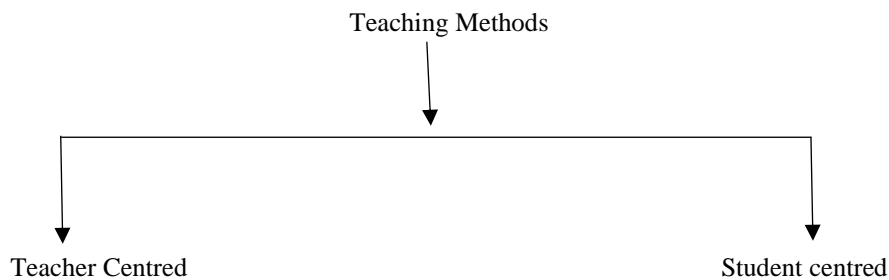 Teaching Methods
Teacher Centred
Student centred